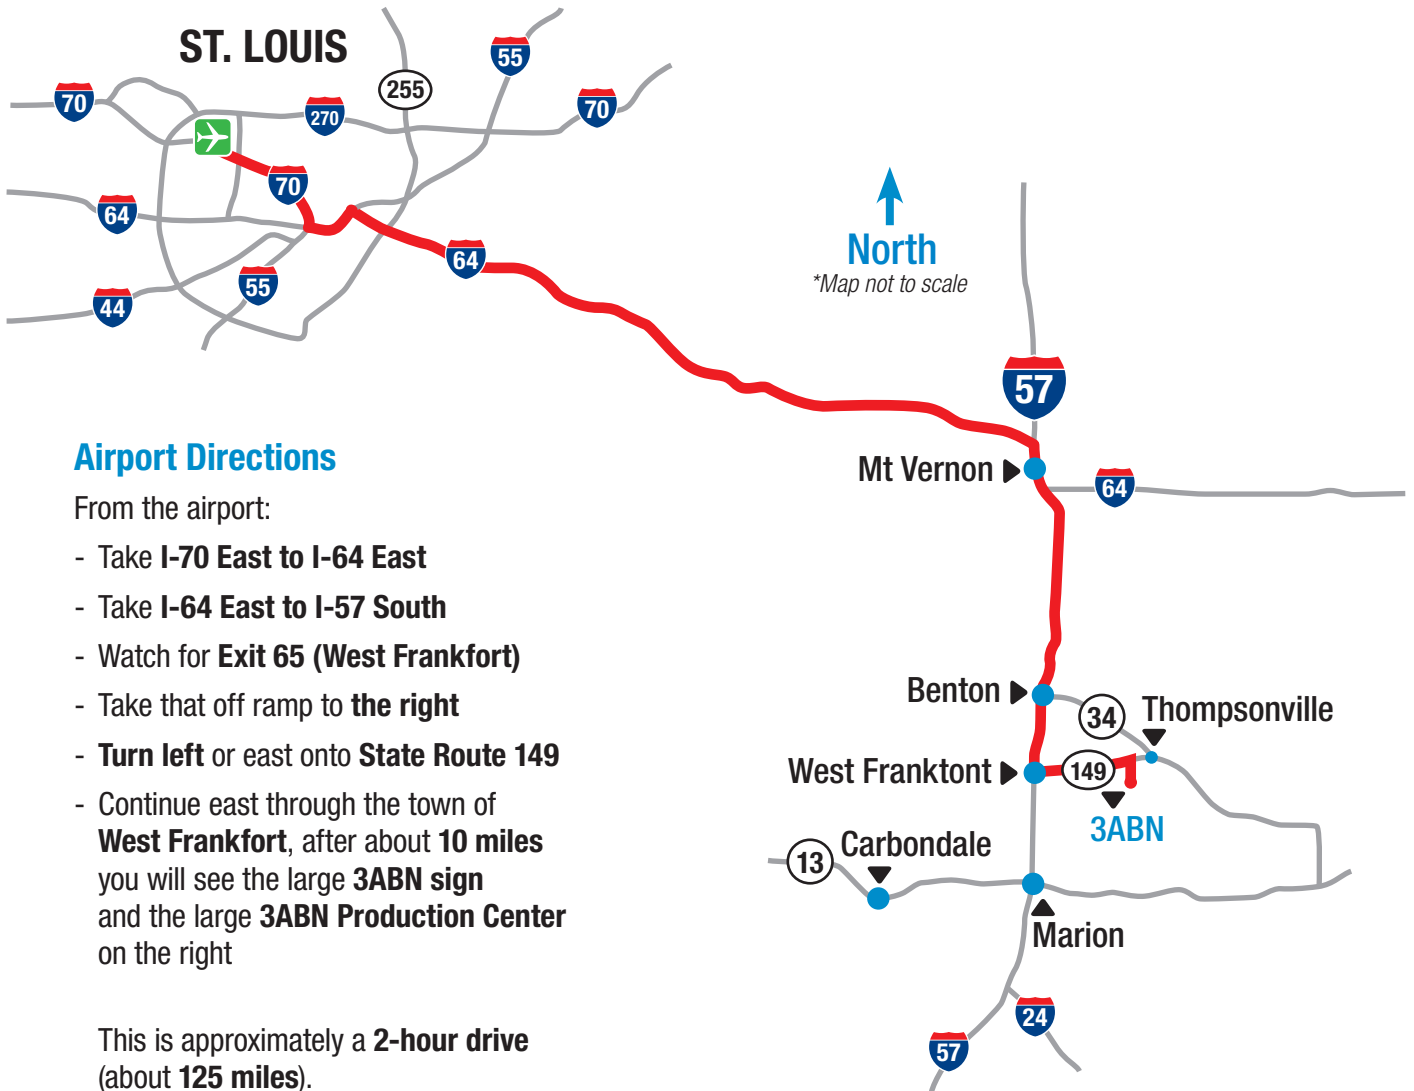 ST. LOUIS
55
255
70
70
270
70
64
64
55
44
North
*Map not to scale
57
Mt Vernon
64
Airport Directions
From the airport:
- Take I-70 East to I-64 East
- Take I-64 East to I-57 South
- Watch for Exit 65 (West Frankfort)
- Take that off ramp to the right
- Turn left or east onto State Route 149
- Continue east through the town of
West Frankfort, after about 10 miles
you will see the large 3ABN sign
and the large 3ABN Production Center
on the right
This is approximately a 2-hour drive
(about 125 miles).
Benton
34
Thompsonville
West Franktont
149
3ABN
13
Carbondale
Marion
24
57